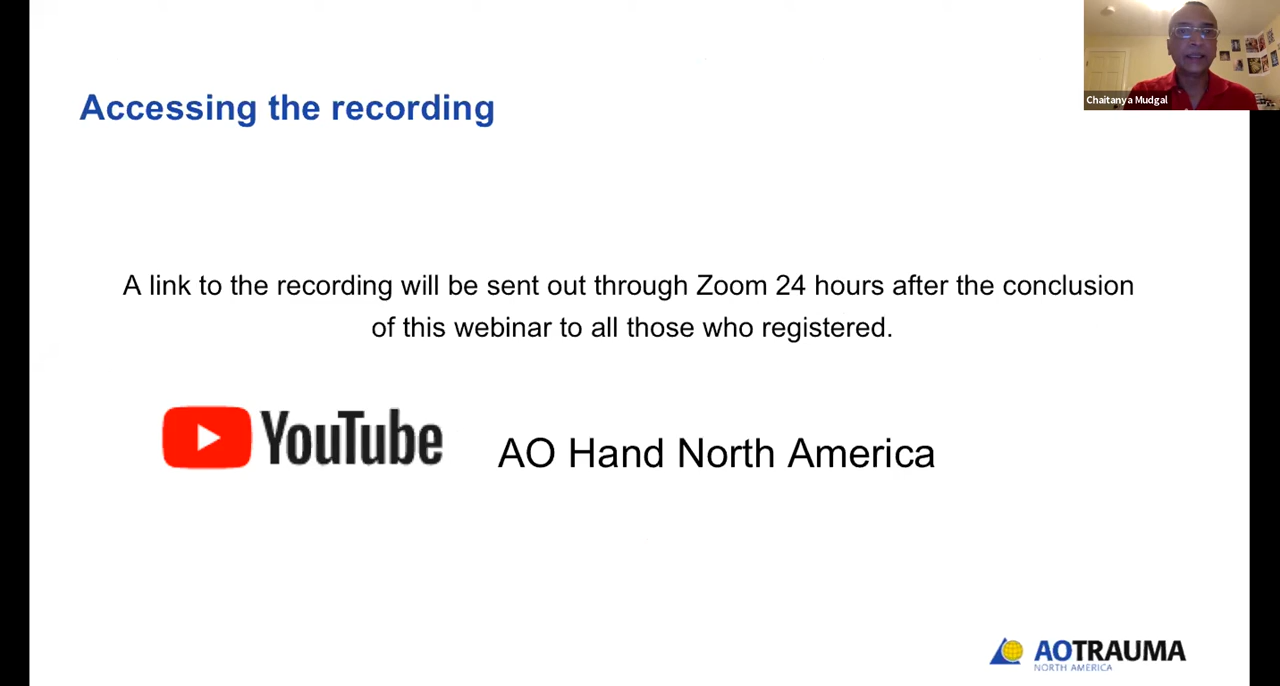 Accessing the recording
Chaitanya Mudgal
A link to the recording will be sent out through Zoom 24 hours after the conclusion
of this webinar to all those who registered.
YouTube
AO Hand North America
AOTRAUMA
NORTH AMERICA